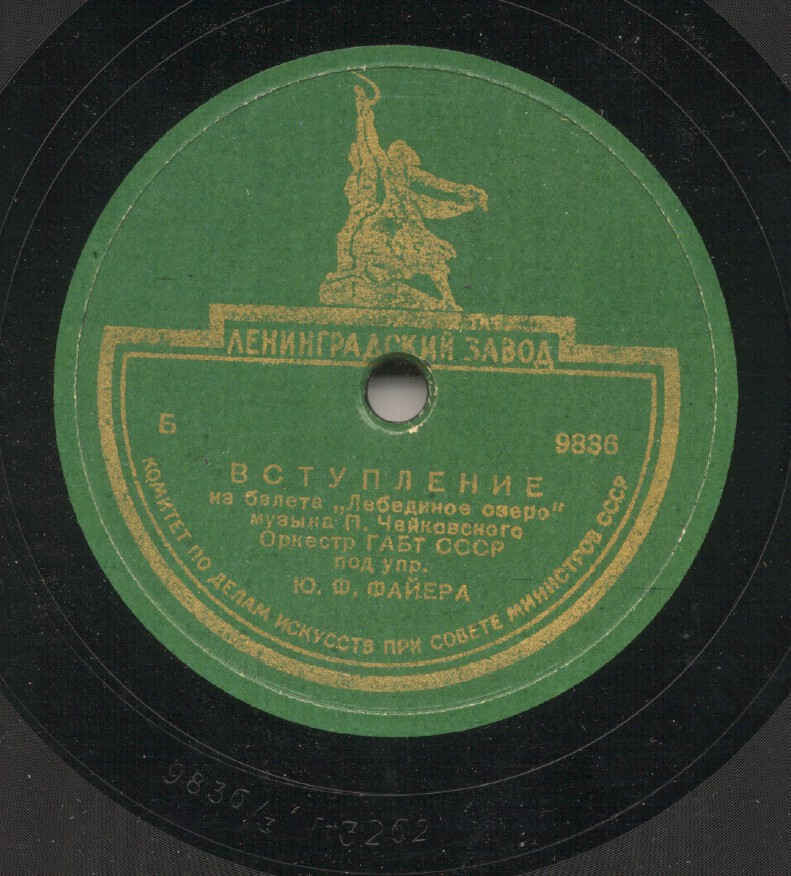 ЛЕНИНГРАДСКИЙ ЗАВОД
Б
9836
ВСТУПЛЕНИЕ
из балета „Лебединое озеро"
музыка П. Чайковского
Оркестр ГАБТ СССР
под упр.
Ю. Ф. ФАЙЕРА
КОМИТЕТ ПО ДЕЛАМ ИСКУССТВ ПРИ СОВЕТЕ МИНИСТРОВ СССР
9836/3 Г-3262